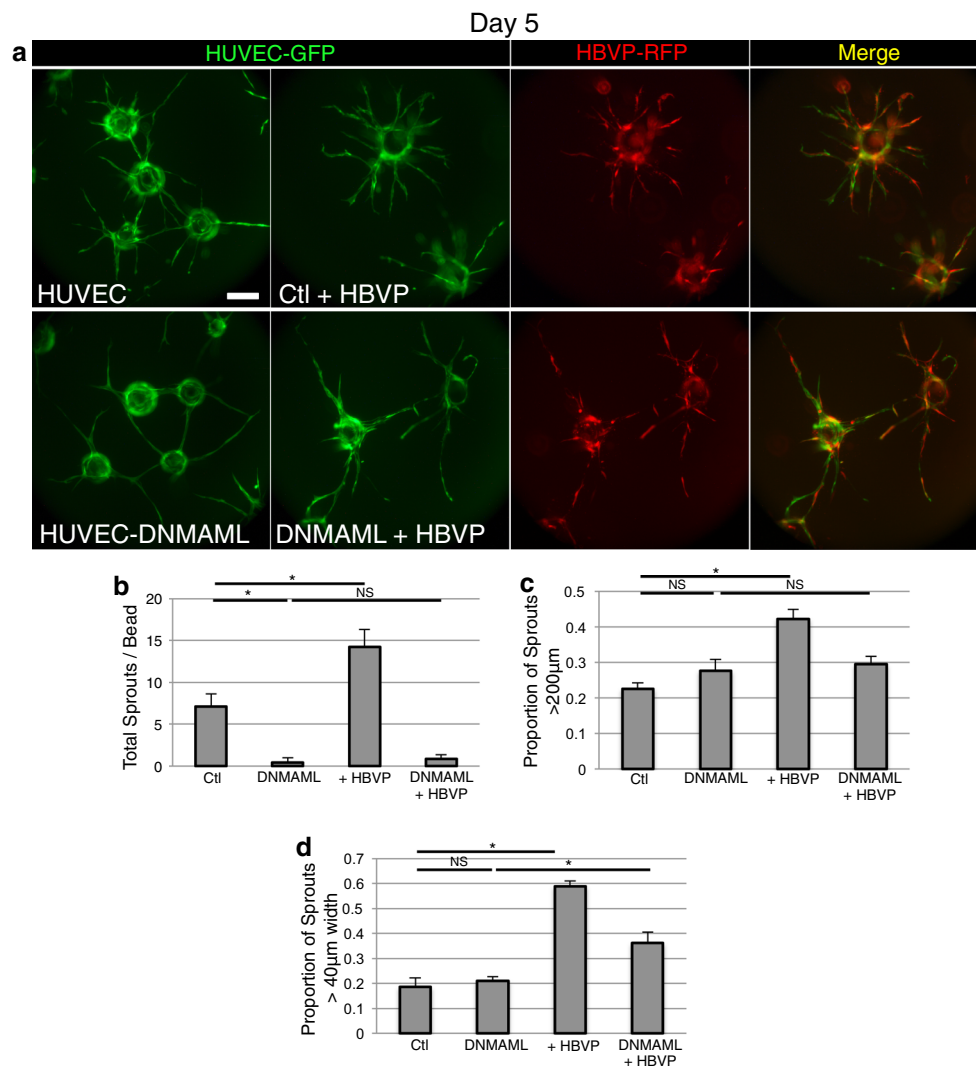 Day 5
a
HUVEC-GFP HBVP-RFP Merge
HUVEC Ctl + HBVP
HUVEC-DNMAML DNMAML + HBVP
b
Total Sprouts / Bead
20
15
10
5
0
*
* NS
Ctl DNMAML + HBVP DNMAML
+ HBVP
c
Proportion of Sprouts
>200µm
0.5
0.4
0.3
0.2
0.1
0
*
NS NS
Ctl DNMAML + HBVP DNMAML
+ HBVP
d
Proportion of Sprouts
> 40µm width
0.7
0.6
0.5
0.4
0.3
0.2
0.1
0
*
NS *
Ctl DNMAML + HBVP DNMAML
+ HBVP